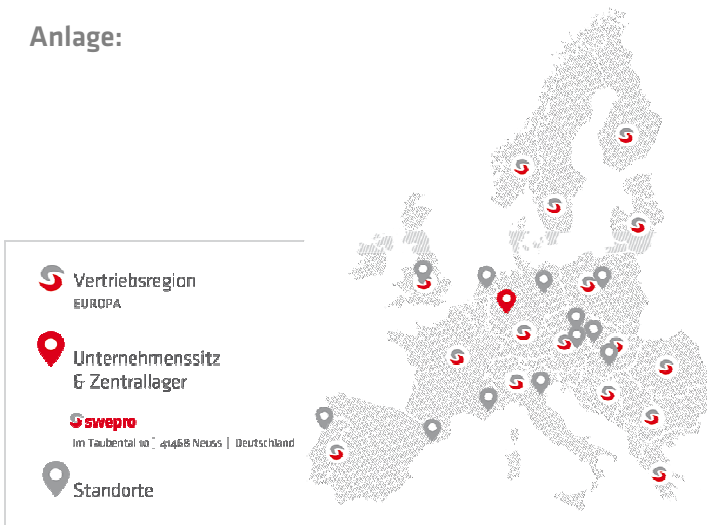 Anlage:
Vertriebsregion
EUROPA
Unternehmenssitz
& Zentrallager
swepro
Im Taubental 10 | 41468 Neuss | Deutschland
Standorte